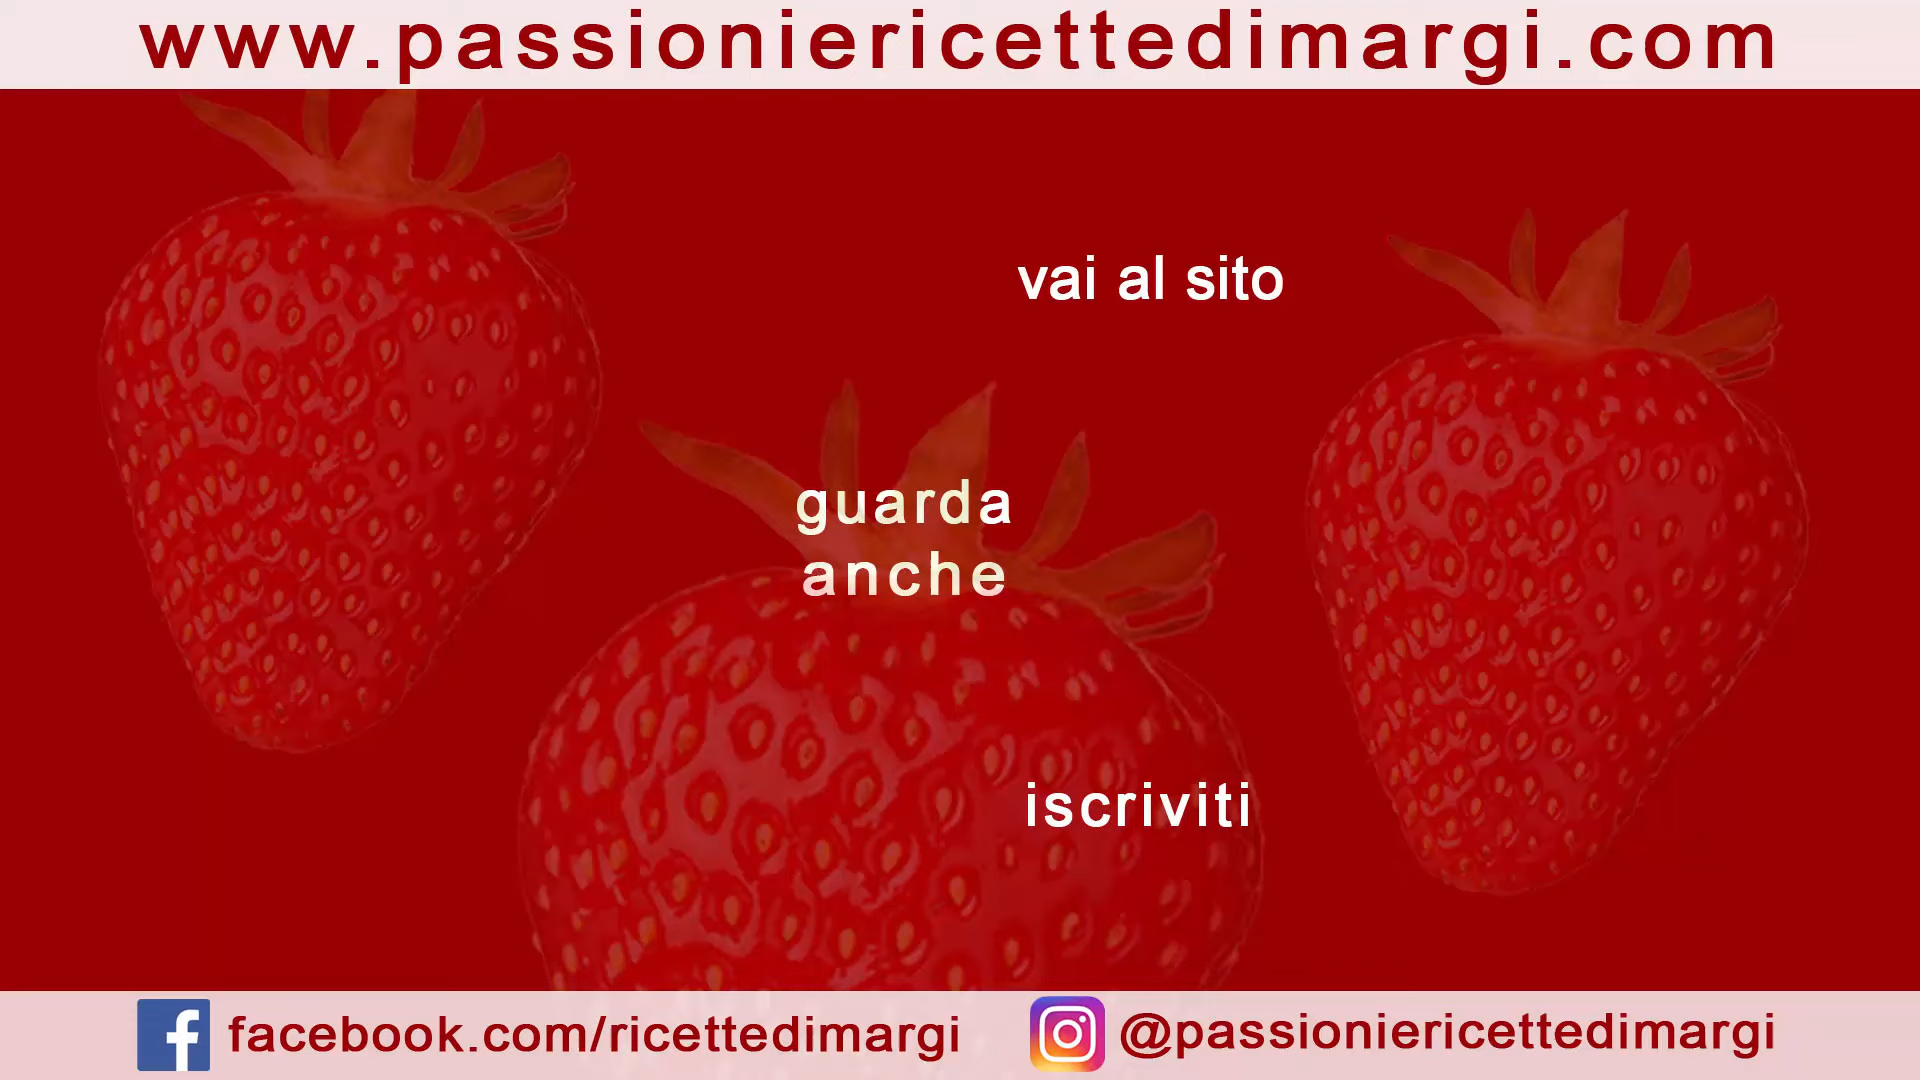 www.passioniericettedimargi.com
vai al sito
guarda
anche
iscriviti
facebook.com/ricettedimargi
@passioniericettedimargi